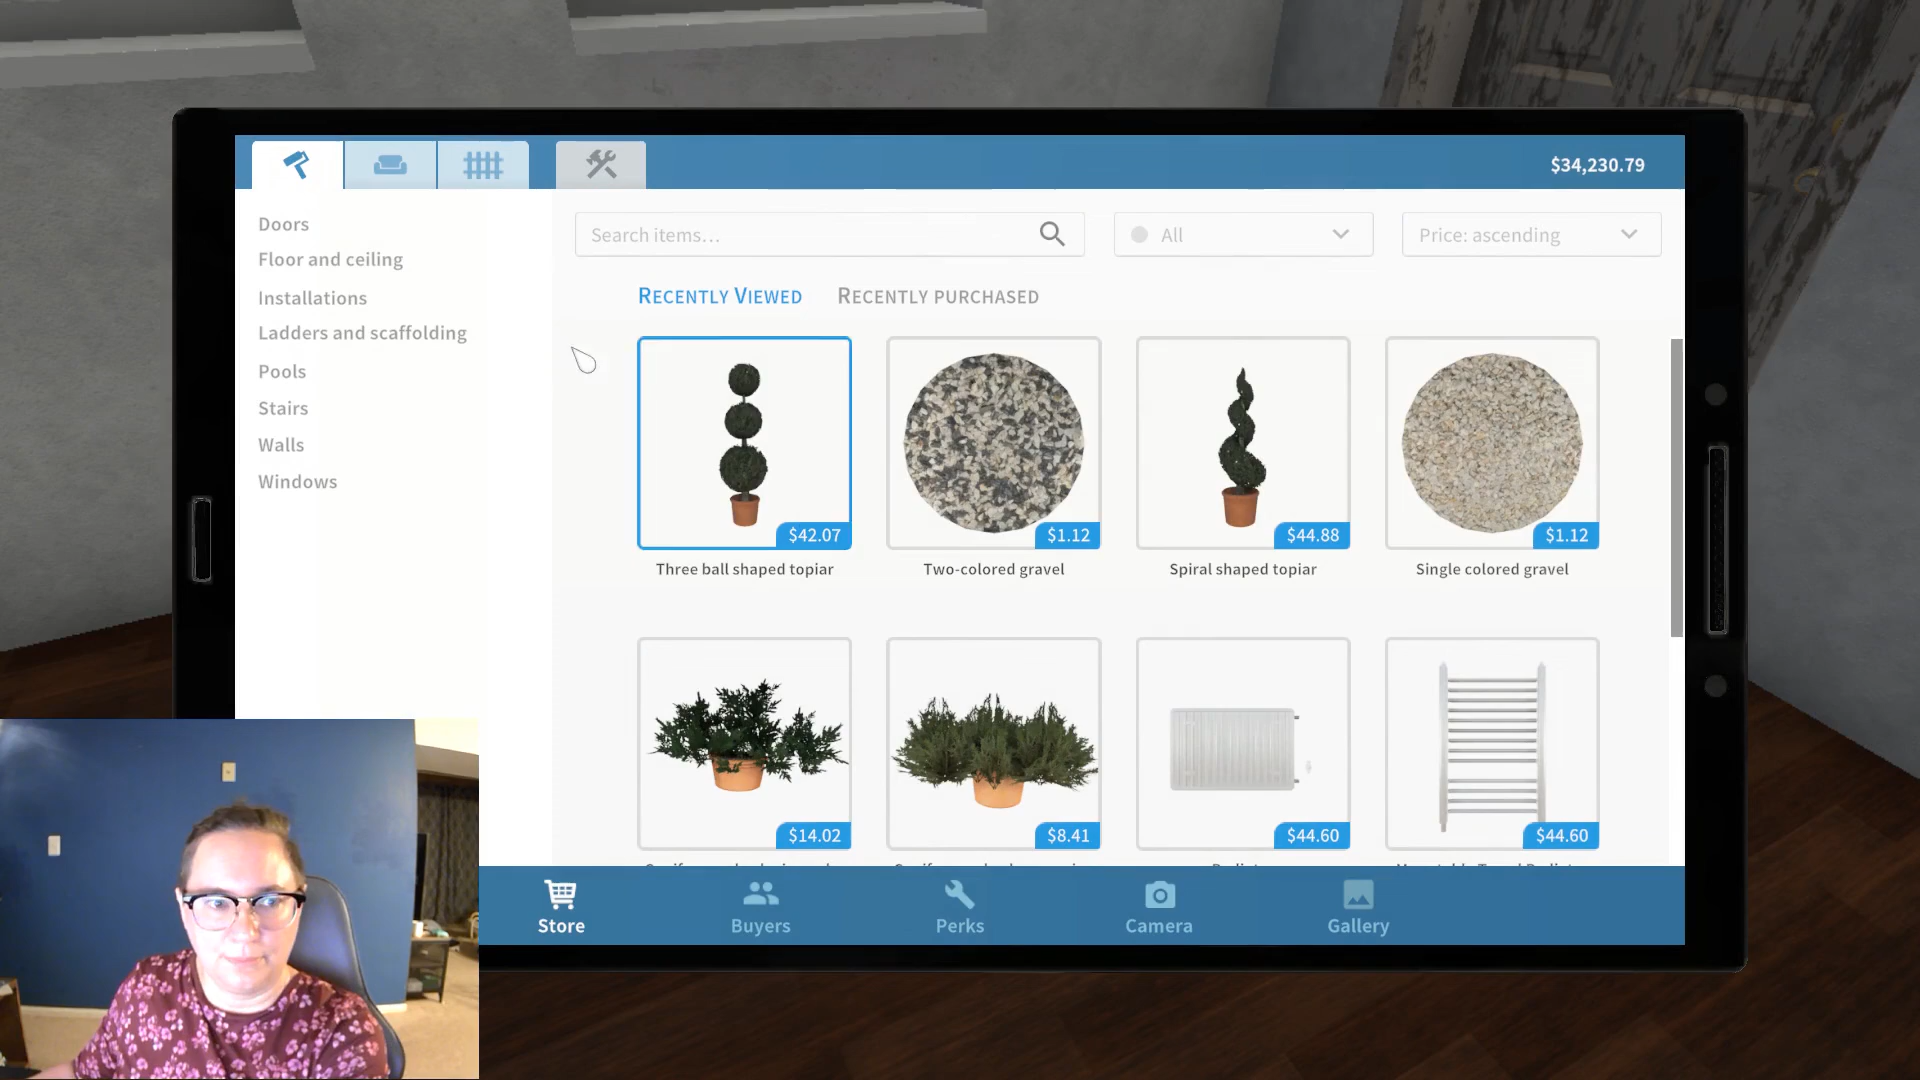 $34,230.79
Doors
Floor and ceiling
Installations
Ladders and scaffolding
Pools
Stairs
Walls
Windows
Search items...
All
Price: ascending
RECENTLY VIEWED
RECENTLY PURCHASED
$42.07
$1.12
$44.88
$1.12
Three ball shaped topiar
Two-colored gravel
Spiral shaped topiar
Single colored gravel
$14.02
$8.41
$44.60
$44.60
Store
Buyers
Perks
Camera
Gallery